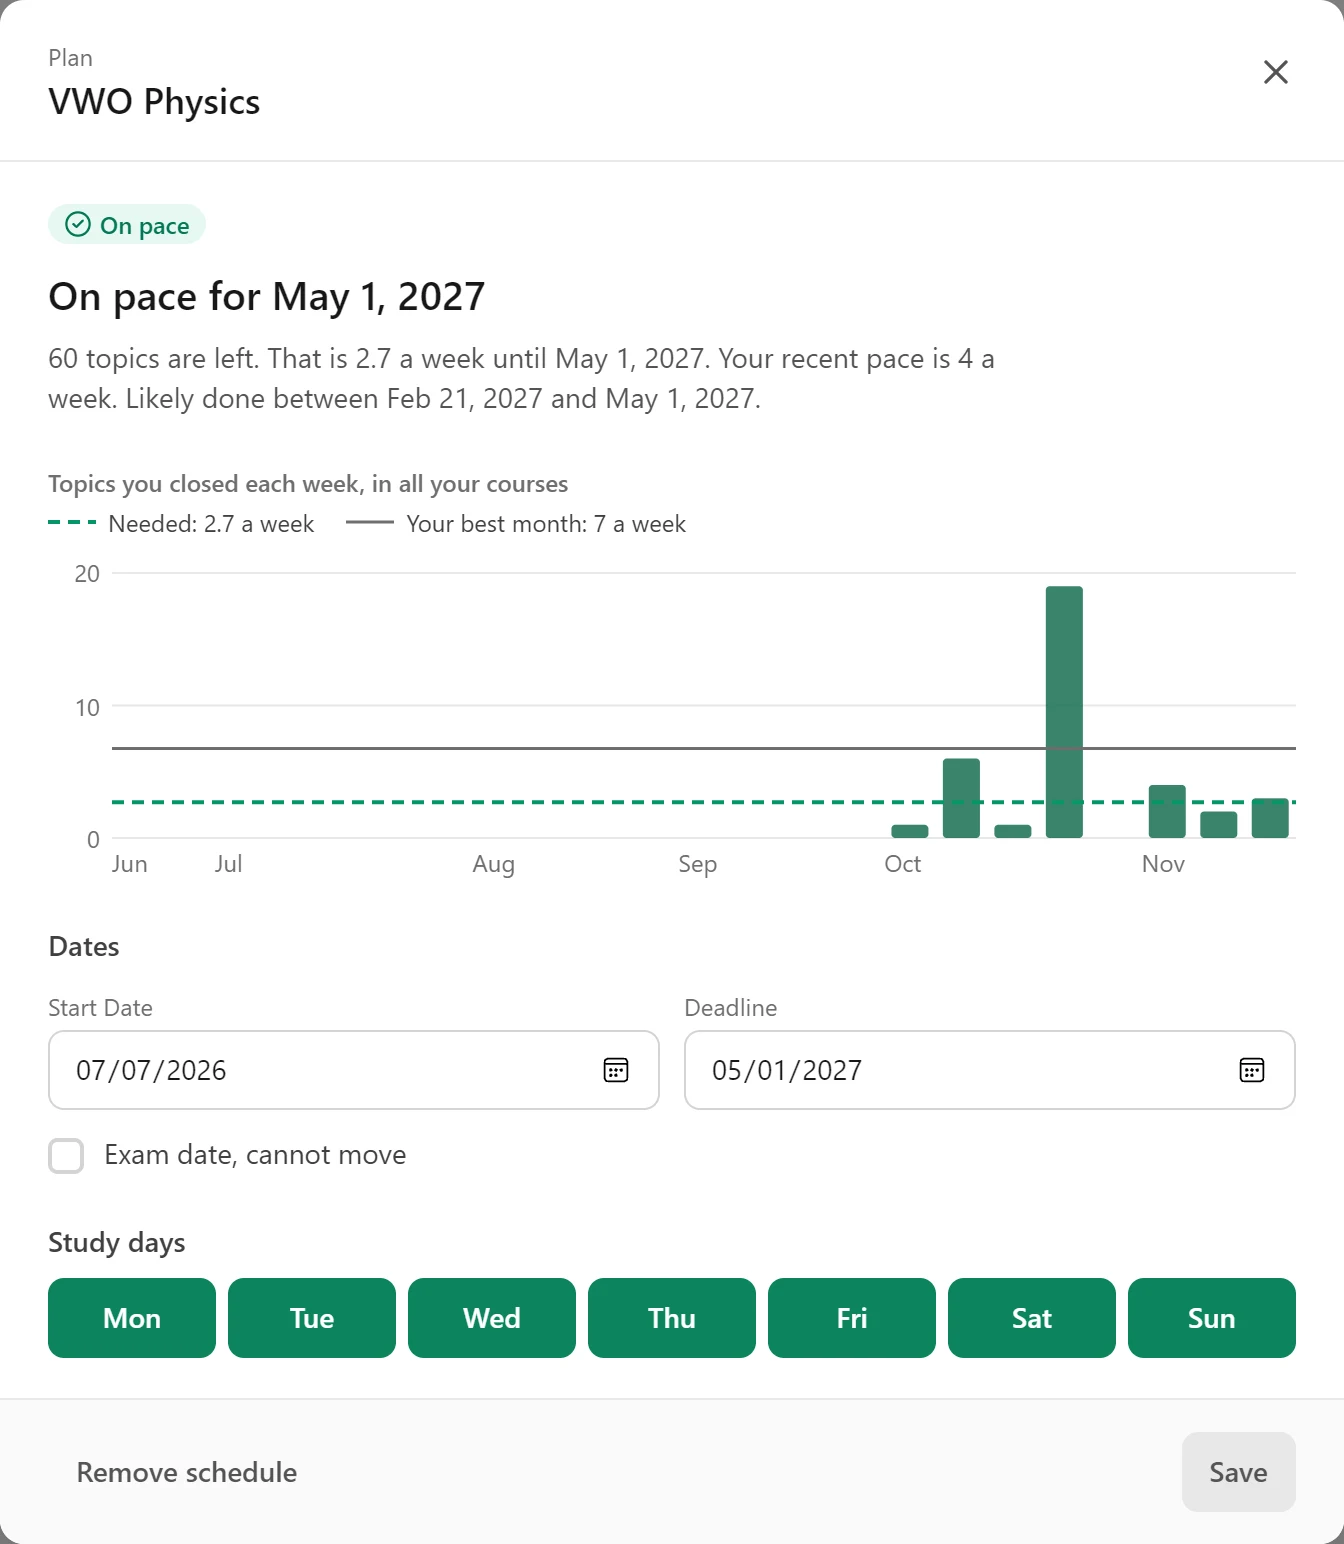 Plan
VWO Physics
On pace
On pace for May 1, 2027
60 topics are left. That is 2.7 a week until May 1, 2027. Your recent pace is 4 a
week. Likely done between Feb 21, 2027 and May 1, 2027.
Topics you closed each week, in all your courses
Needed: 2.7 a week Your best month: 7 a week
20
10
0
Jun Jul Aug Sep Oct Nov
Dates
Start Date Deadline
07/07/2026 05/01/2027
Exam date, cannot move
Study days
Mon Tue Wed Thu Fri Sat Sun
Remove schedule Save